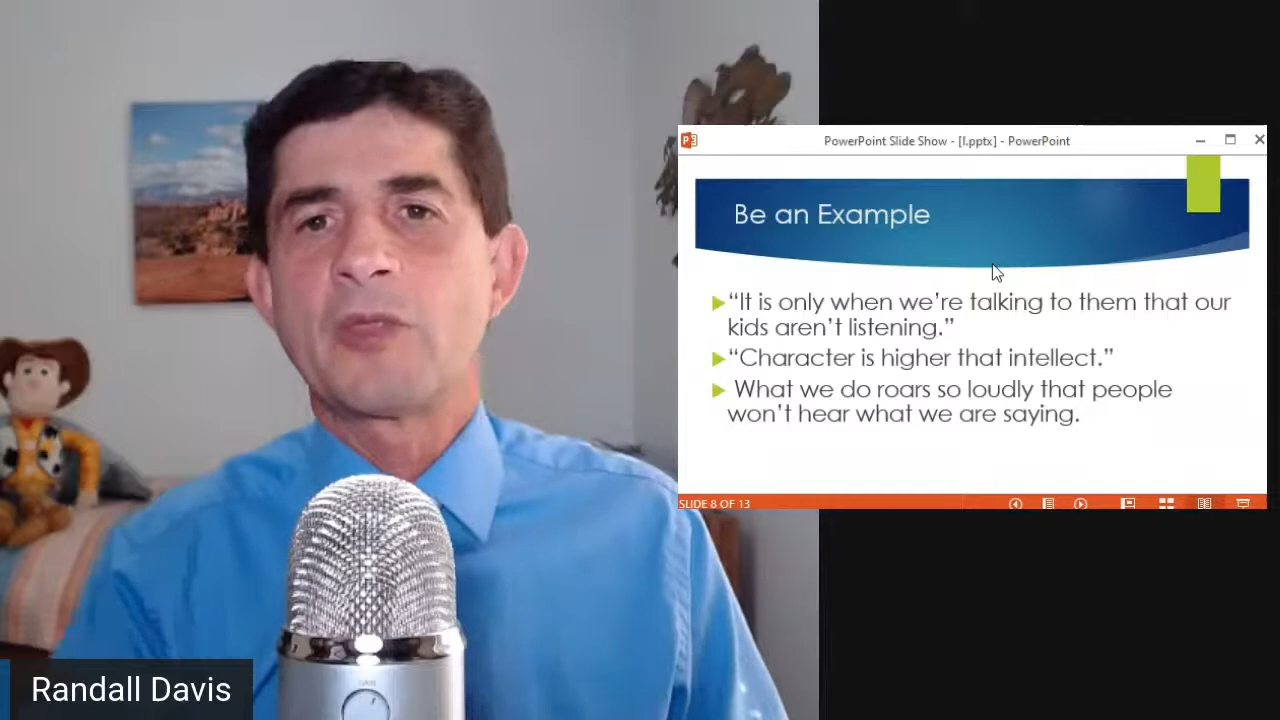 PowerPoint Slide Show - [l.pptx] - PowerPoint
Be an Example
“It is only when we’re talking to them that our
kids aren’t listening.”
“Character is higher that intellect.”
What we do roars so loudly that people
won’t hear what we are saying.
SLIDE 8 OF 13
Randall Davis